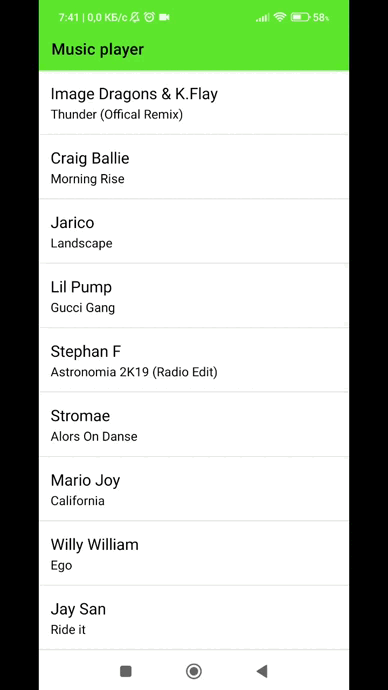 7:41 | 0,0 КБ/с 58%
Music player
Image Dragons & K.Flay
Thunder (Offical Remix)
Craig Ballie
Morning Rise
Jarico
Landscape
Lil Pump
Gucci Gang
Stephan F
Astronomia 2K19 (Radio Edit)
Stromae
Alors On Danse
Mario Joy
California
Willy William
Ego
Jay San
Ride it